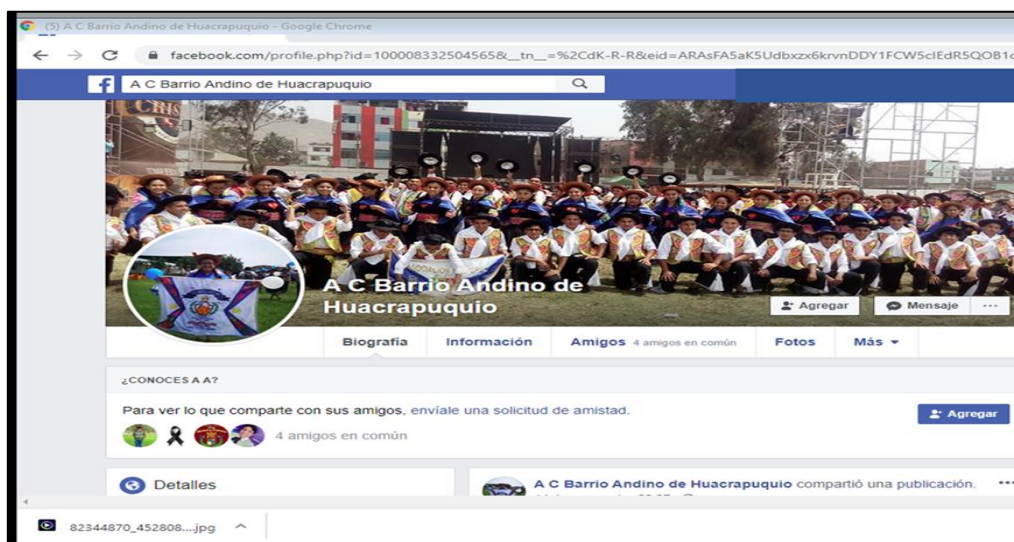 (5) A C Barrio Andino de Huacrapuquio - Google Chrome
facebook.com/profile.php?id=100008332504565&__tn__=%2CdK-R-R&eid=ARAsFA5aK5Udbxzx6krvnDDY1FCW5clEdR5QOB1c
A C Barrio Andino de Huacrapuquio
CRIS
A C Barrio Andino de
Huacrapuquio
Agregar
Mensaje
Biografía Información Amigos 4 amigos en común Fotos Más
¿CONOCES A A?
Para ver lo que comparte con sus amigos, envíale una solicitud de amistad.
Agregar
4 amigos en común
Detalles
A C Barrio Andino de Huacrapuquio compartió una publicación.
82344870_452808....jpg